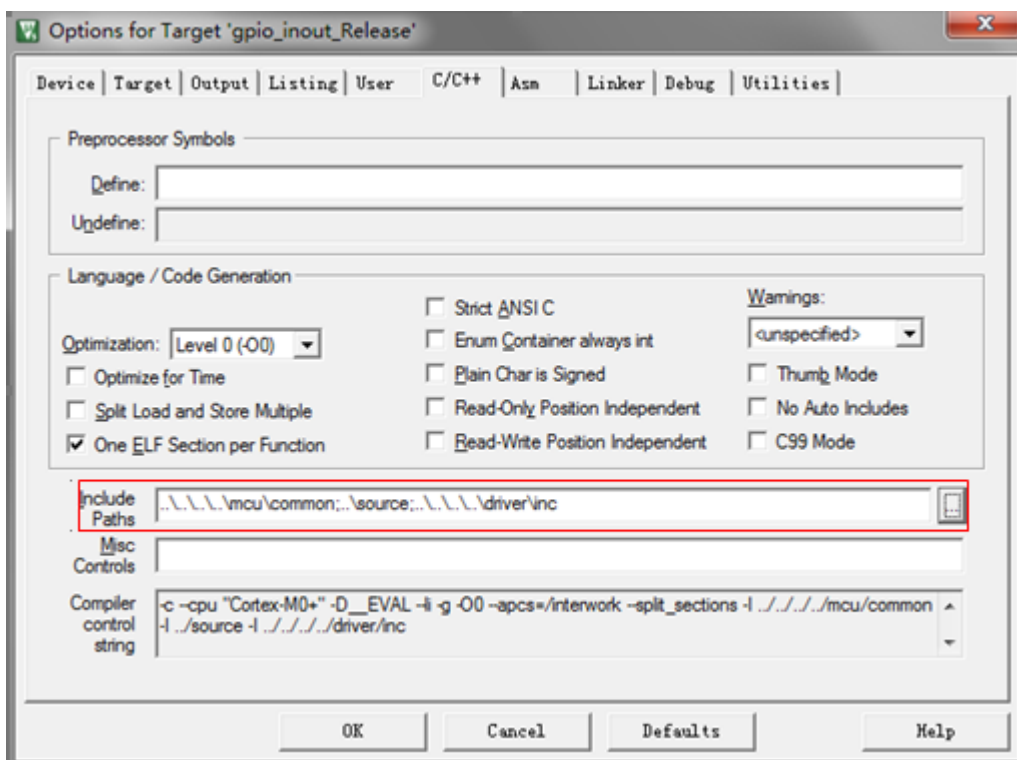 Options for Target 'gpio_inout_Release'
Device | Target | Output | Listing | User C/C++ Asm | Linker | Debug | Utilities
Preprocessor Symbols
Define:
Undefine:
Language / Code Generation
Optimization: Level 0 (-O0)
Optimize for Time
Split Load and Store Multiple
One ELF Section per Function
Strict ANSI C
Enum Container always int
Plain Char is Signed
Read-Only Position Independent
Read-Write Position Independent
Warnings:
<unspecified>
Thumb Mode
No Auto Includes
C99 Mode
Include Paths
..\..\..\..\mcu\common;..\source;..\..\..\..\driver\inc
...
Misc Controls
Compiler control string
-c --cpu "Cortex-M0+" -D__EVAL --li -g -O0 --apcs=/interwork --split_sections -I ../../../../mcu/common
-I ../source -I ../../../../driver/inc
OK
Cancel
Defaults
Help